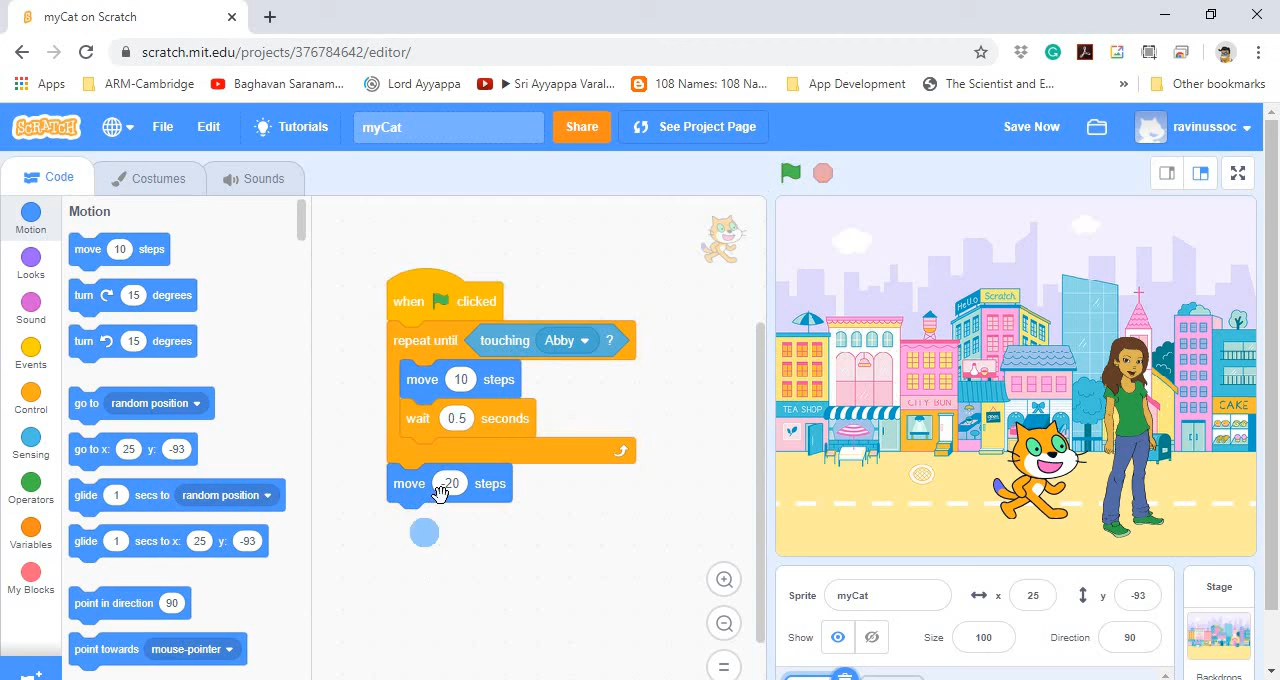 myCat on Scratch
scratch.mit.edu/projects/376784642/editor/
Apps ARM-Cambridge Baghavan Saranam... Lord Ayyappa ▶ Sri Ayyappa Varal... 108 Names: 108 Na... App Development The Scientist and E... » Other bookmarks
SCRATCH File Edit Tutorials myCat Share See Project Page Save Now ravinussoc
Code Costumes Sounds
Motion
Looks
Sound
Events
Control
Sensing
Operators
Variables
My Blocks
Motion
move 10 steps
turn 15 degrees
turn 15 degrees
go to random position
go to x: 25 y: -93
glide 1 secs to random position
glide 1 secs to x: 25 y: -93
point in direction 90
point towards mouse-pointer
when clicked
repeat until touching Abby ?
move 10 steps
wait 0.5 seconds
move 20 steps
Hello Scratch
TEA SHOP
CITY BUN
CAKE
Sprite myCat x 25 y -93
Show Size 100 Direction 90
Stage
Backdrops